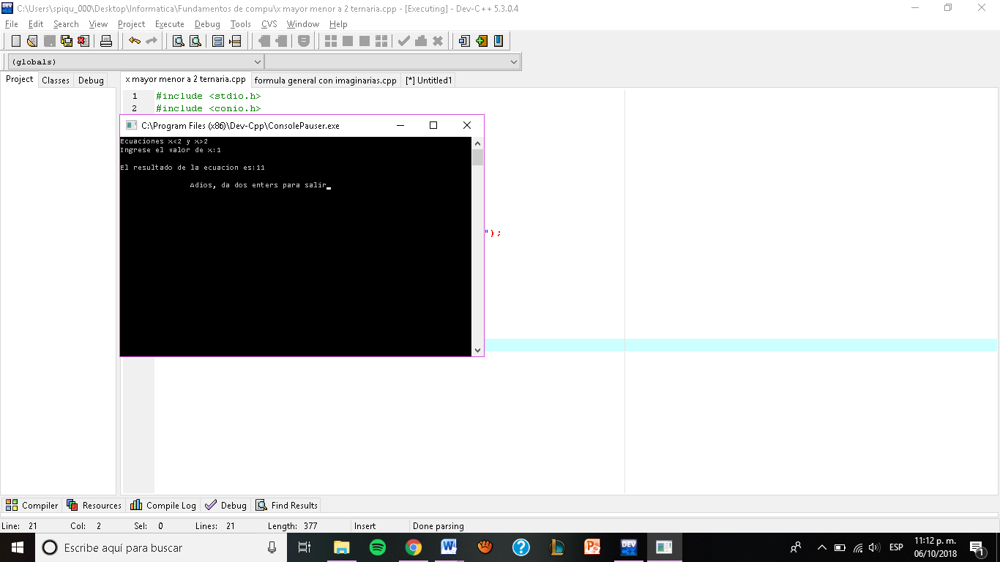 C:\Users\spiqu_000\Desktop\Informatica\Fundamentos de compu\x mayor menor a 2 ternaria.cpp - [Executing] - Dev-C++ 5.3.0.4
File Edit Search View Project Execute Debug Tools CVS Window Help
(globals)
Project Classes Debug
x mayor menor a 2 ternaria.cpp formula general con imaginarias.cpp [*] Untitled1
1 #include <stdio.h>
2 #include <conio.h>
C:\Program Files (x86)\Dev-Cpp\ConsolePauser.exe
Ecuaciones x<2 y x>2
Ingrese el valor de x:1
El resultado de la ecuacion es:11
Adios, da dos enters para salir
");
Compiler Resources Compile Log Debug Find Results
Line: 21 Col: 2 Sel: 0 Lines: 21 Length: 377 Insert Done parsing
Escribe aquí para buscar
ESP
11:12 p. m.
06/10/2018
1